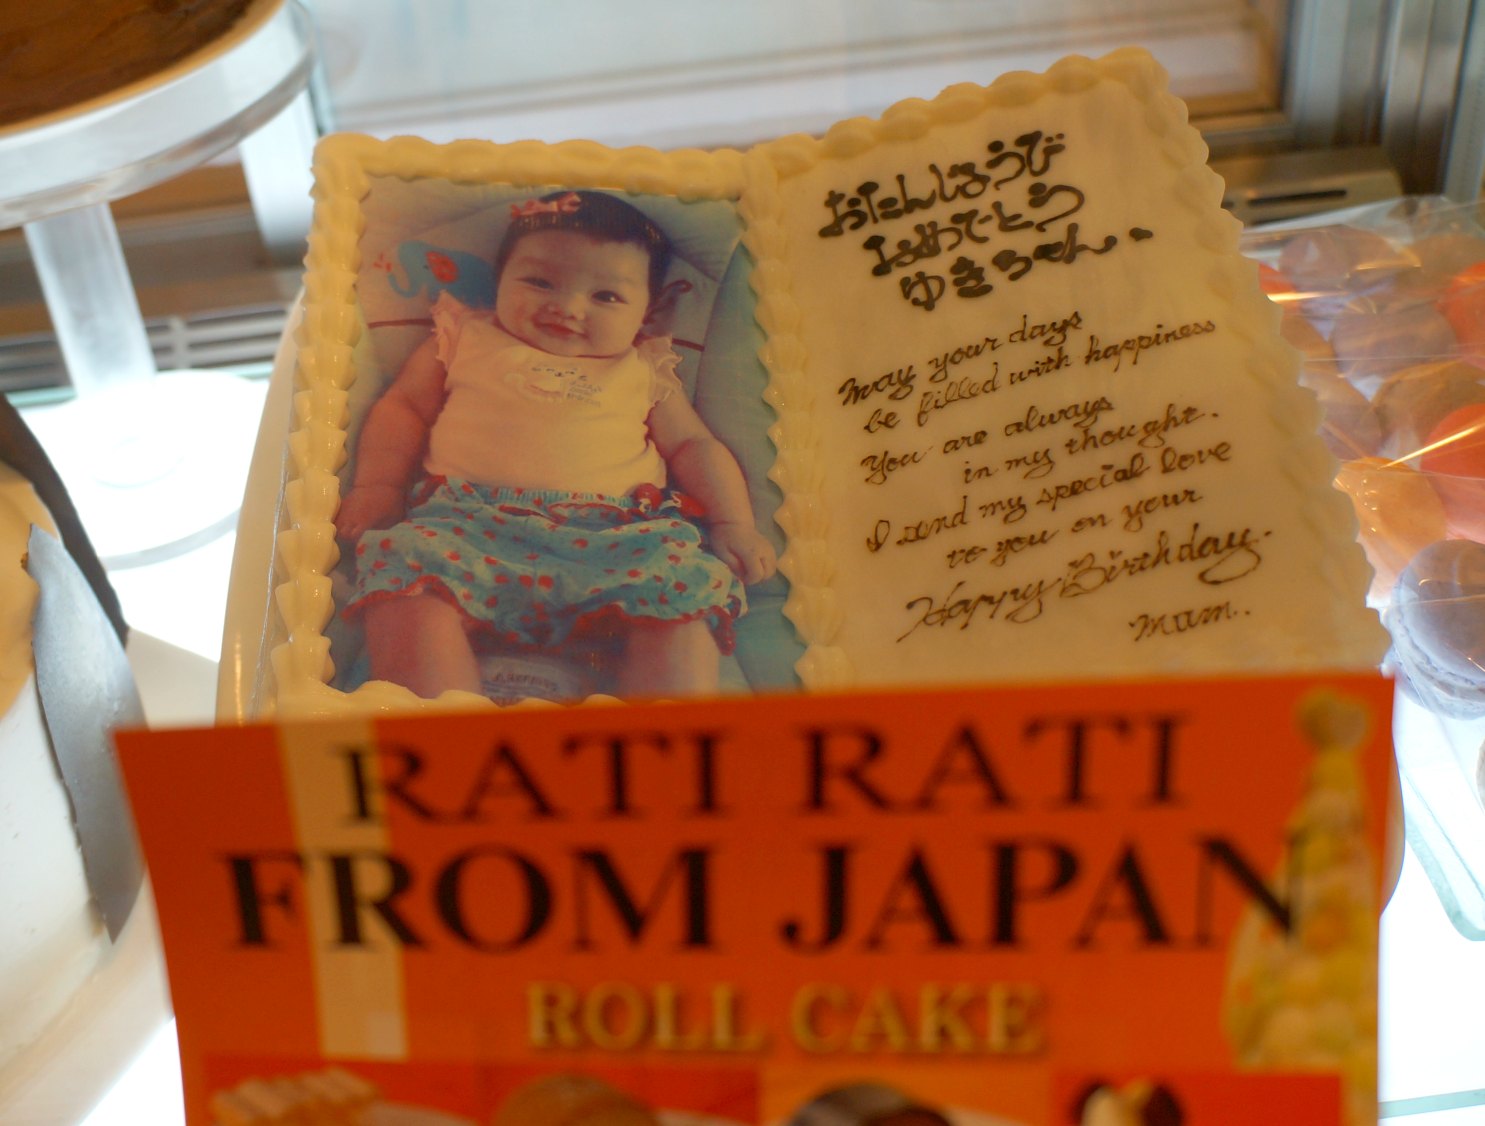 おたんじょうび
おめでとう
ゆきちゃん.
May your days
be filled with happiness
You are always
in my thought.
I send my special love
to you on your
Happy Birthday.
mam..
RATI RATI
FROM JAPAN
ROLL CAKE